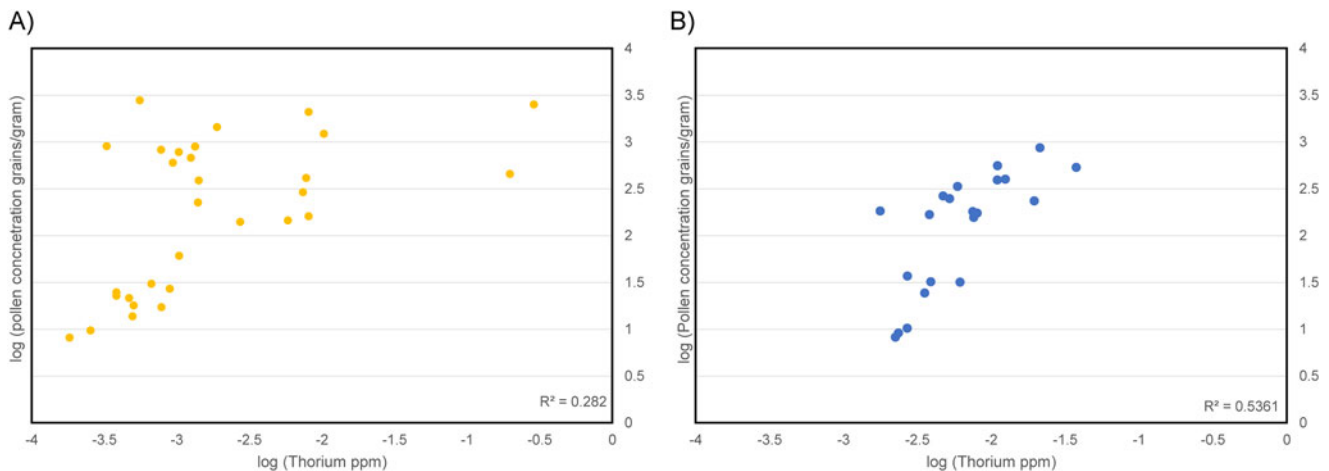 A)
log (pollen concnetration grains/gram)
4
3.5
3
2.5
2
1.5
1
0.5
0
R² = 0.282
-4 -3.5 -3 -2.5 -2 -1.5 -1 -0.5 0
log (Thorium ppm)
B)
log (Pollen concentration grains/gram)
4
3.5
3
2.5
2
1.5
1
0.5
0
R² = 0.5361
-4 -3.5 -3 -2.5 -2 -1.5 -1 -0.5 0
log (Thorium ppm)